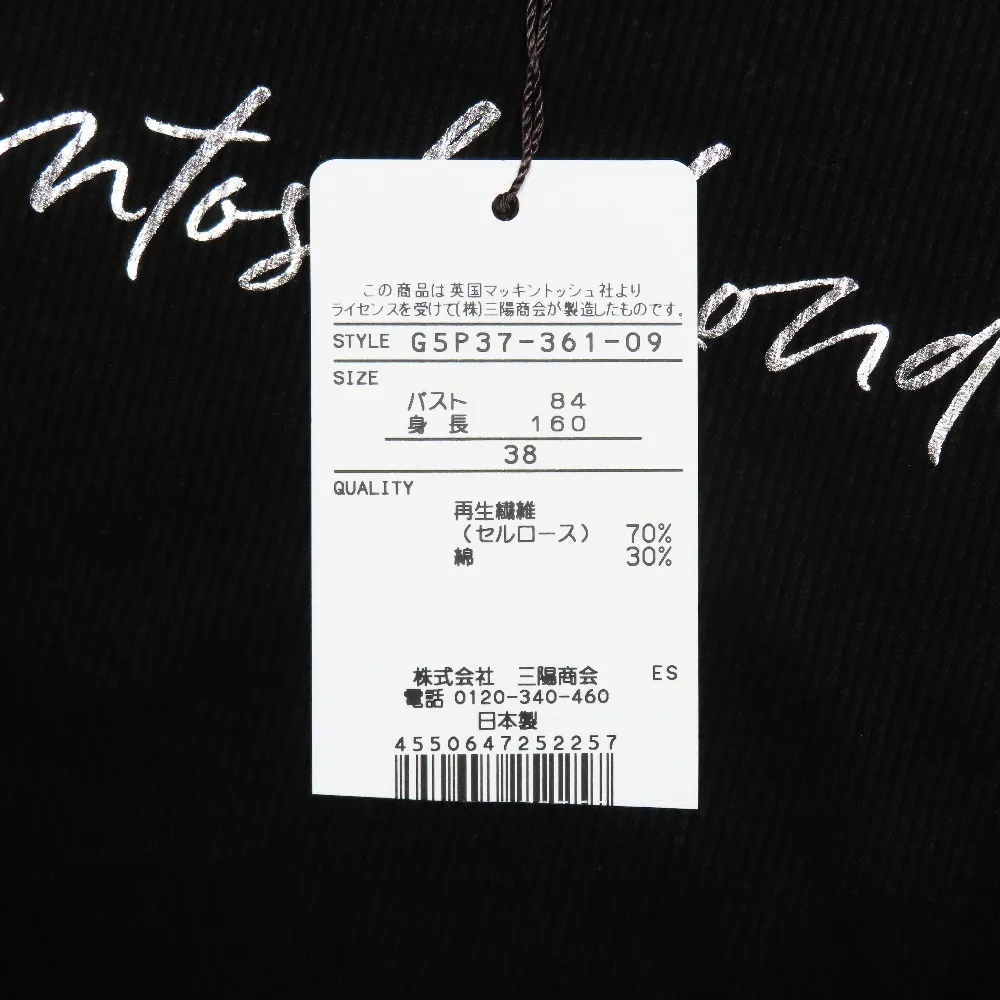 ntos
ond
この商品は英国マッキントッシュ社より
ライセンスを受けて(株)三陽商会が製造したものです。
STYLE G5P37-361-09
SIZE
バスト 84
身長 160
38
QUALITY
再生繊維
(セルロース) 70%
綿 30%
株式会社 三陽商会 ES
電話 0120-340-460
日本製
4550647252257